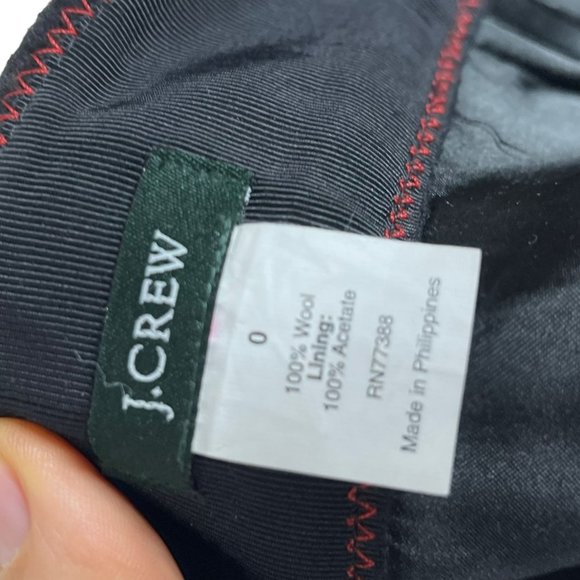 J.CREW
0
100% Wool
Lining:
100% Acetate
RN77388
Made in Philippines